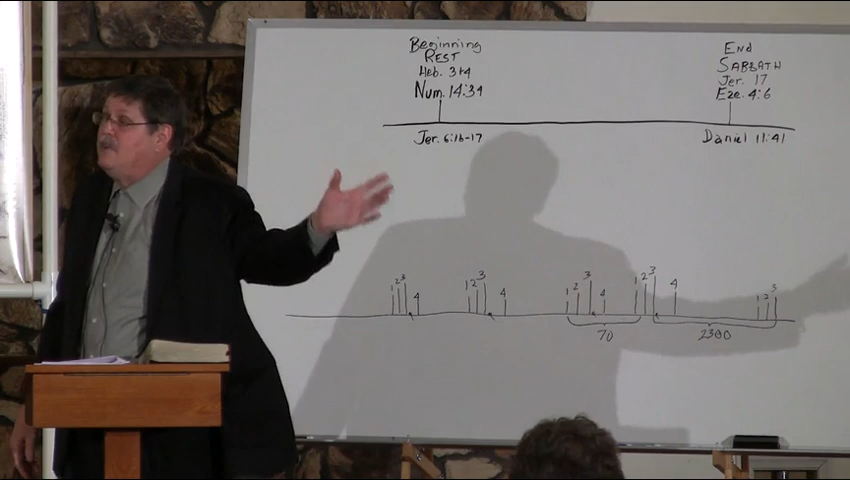 Beginning
REST
Heb. 3+4
Num. 14:34
End
SABBATH
Jer. 17
Eze. 4:6
Jer. 6:16-17
Daniel 11:41
1 2 3 4
1 2 3 4
1 2 3 4
1 2 3 4
1 2 3
70
2300